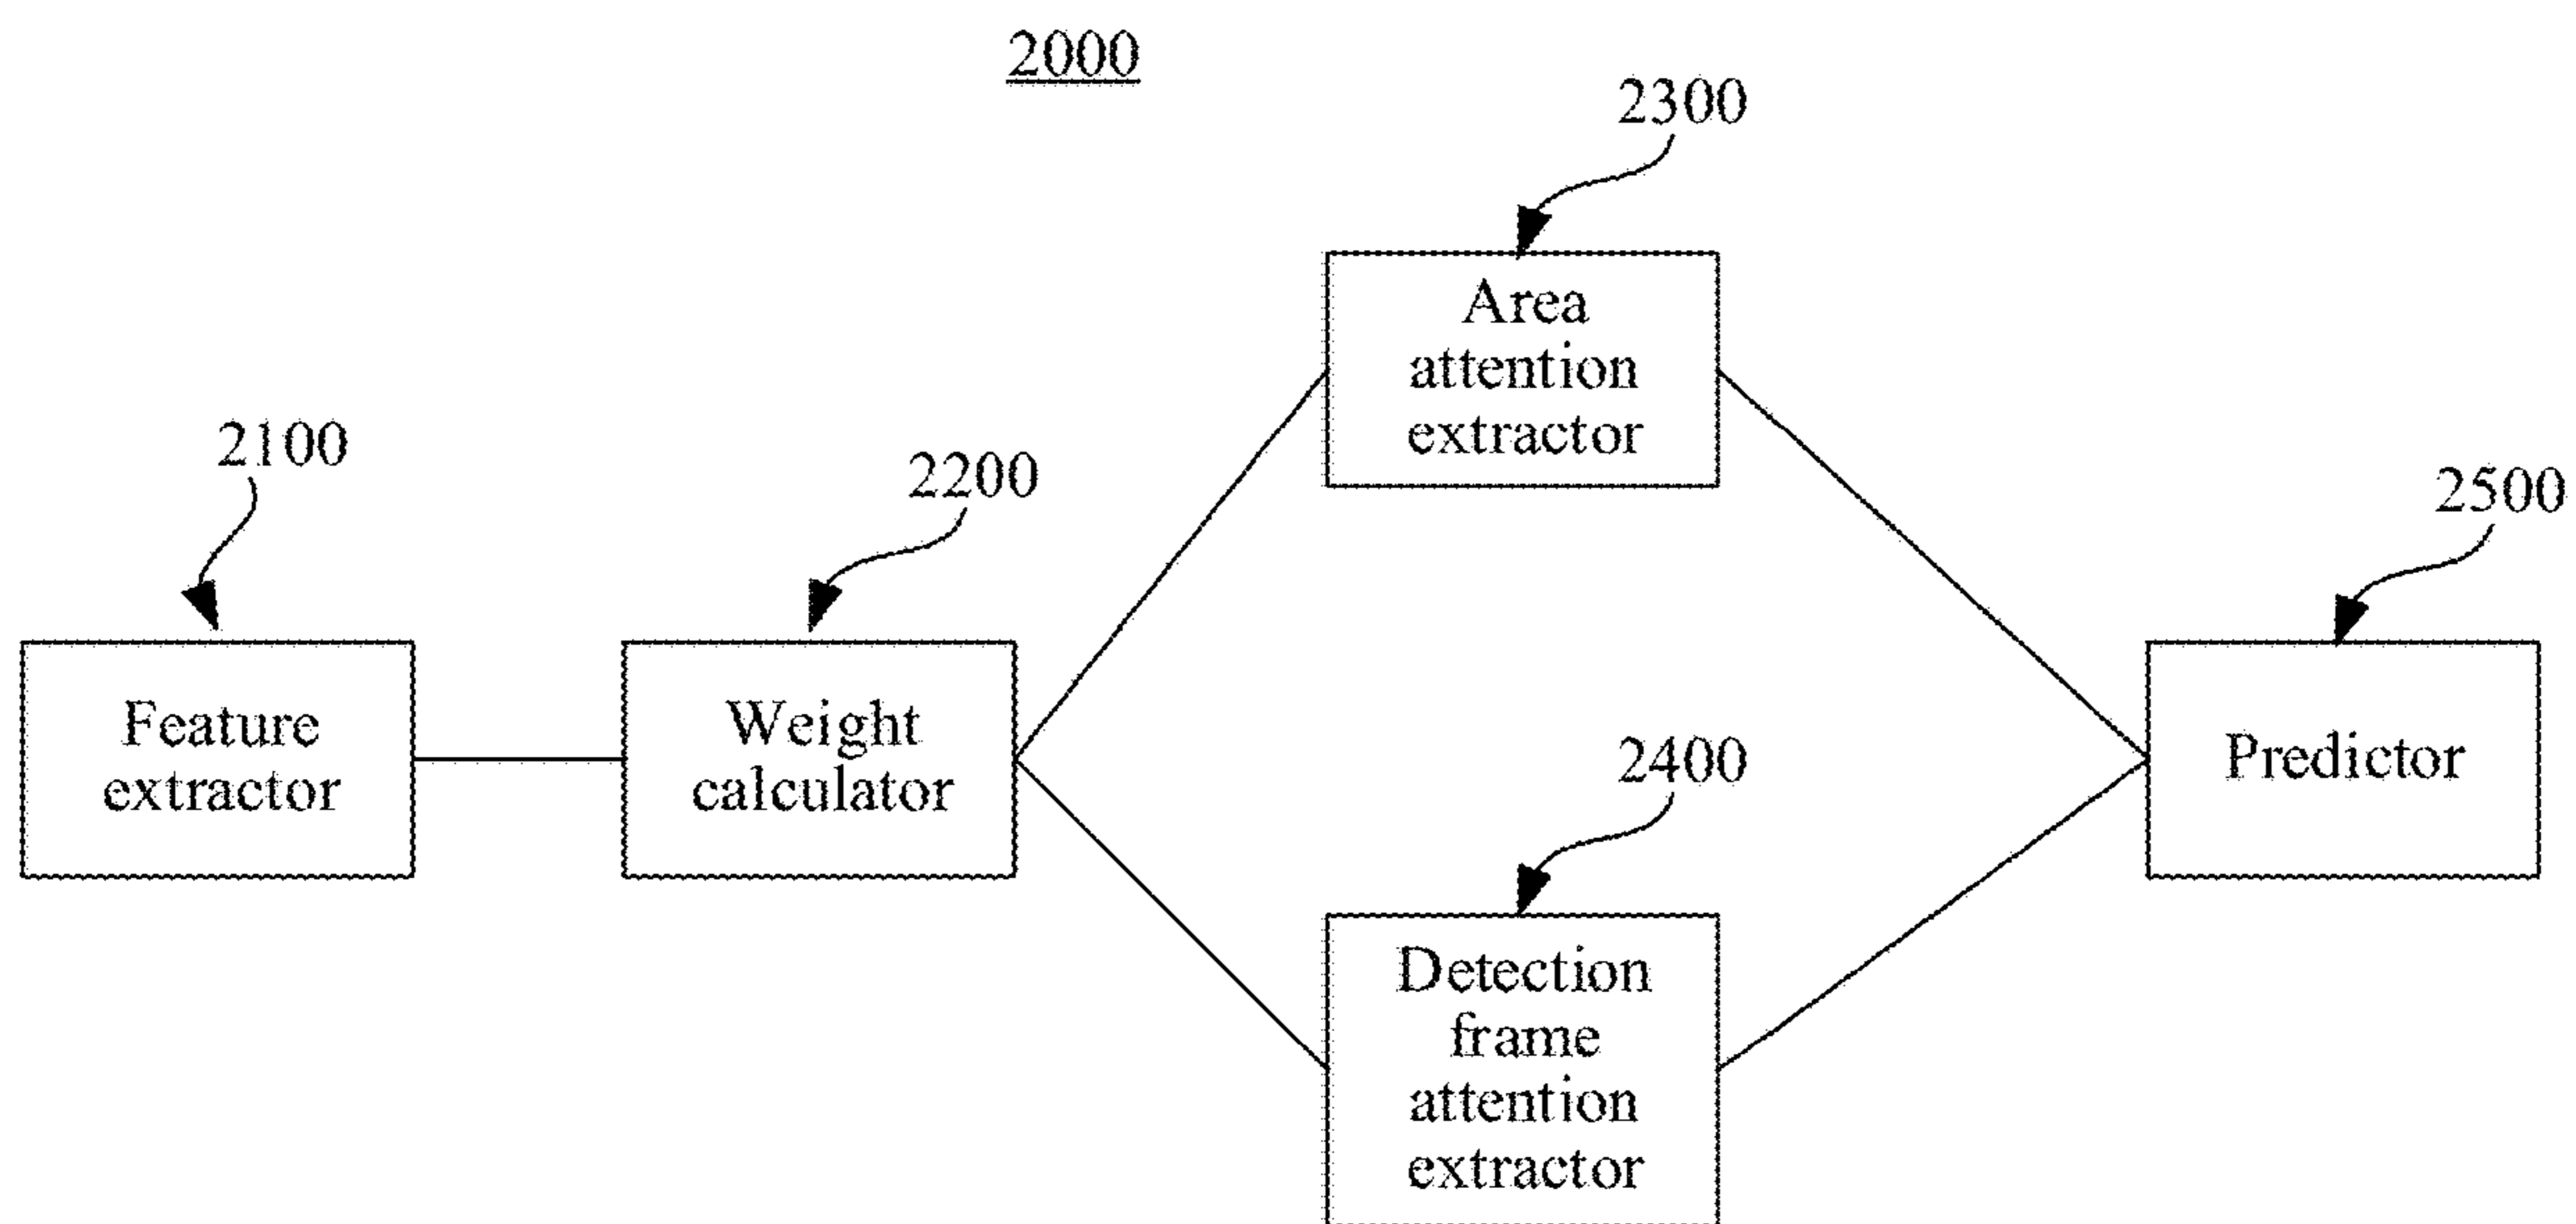 2000
2300
Area
attention
extractor
2100
2200
2500
Feature
extractor
Weight
calculator
2400
Predictor
Detection
frame
attention
extractor